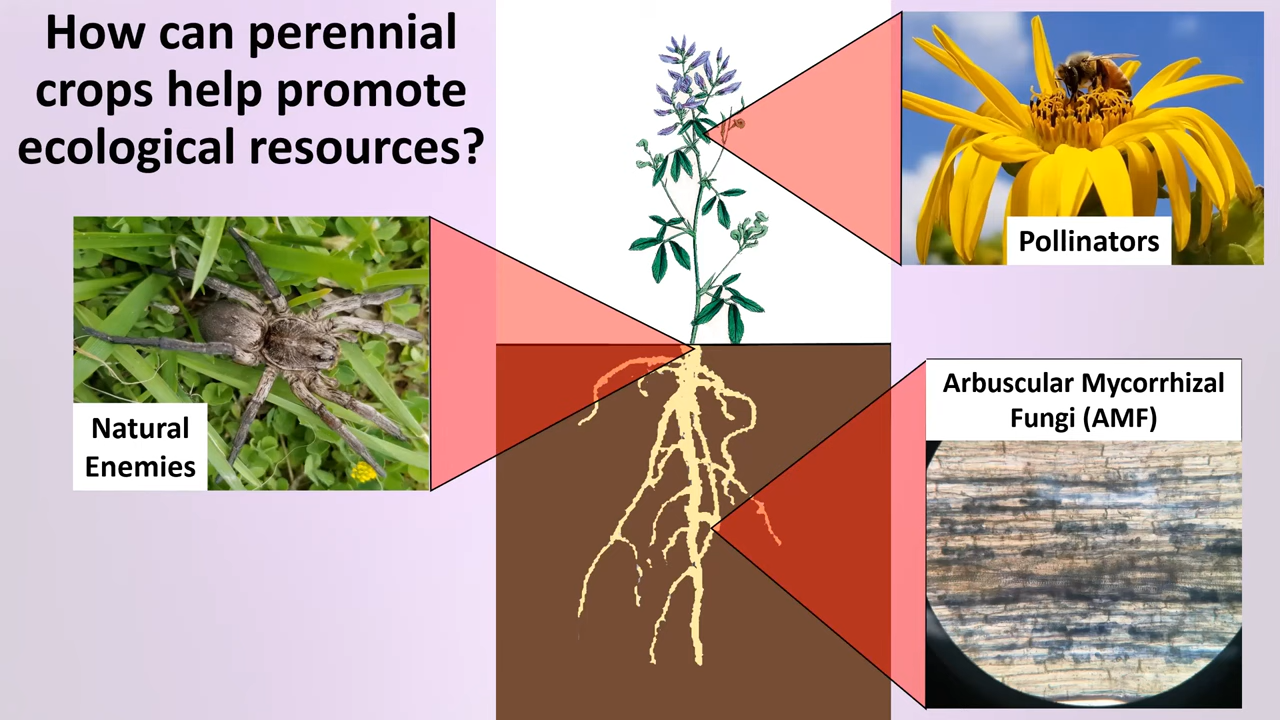 How can perennial
crops help promote
ecological resources?
Pollinators
Natural
Enemies
Arbuscular Mycorrhizal
Fungi (AMF)